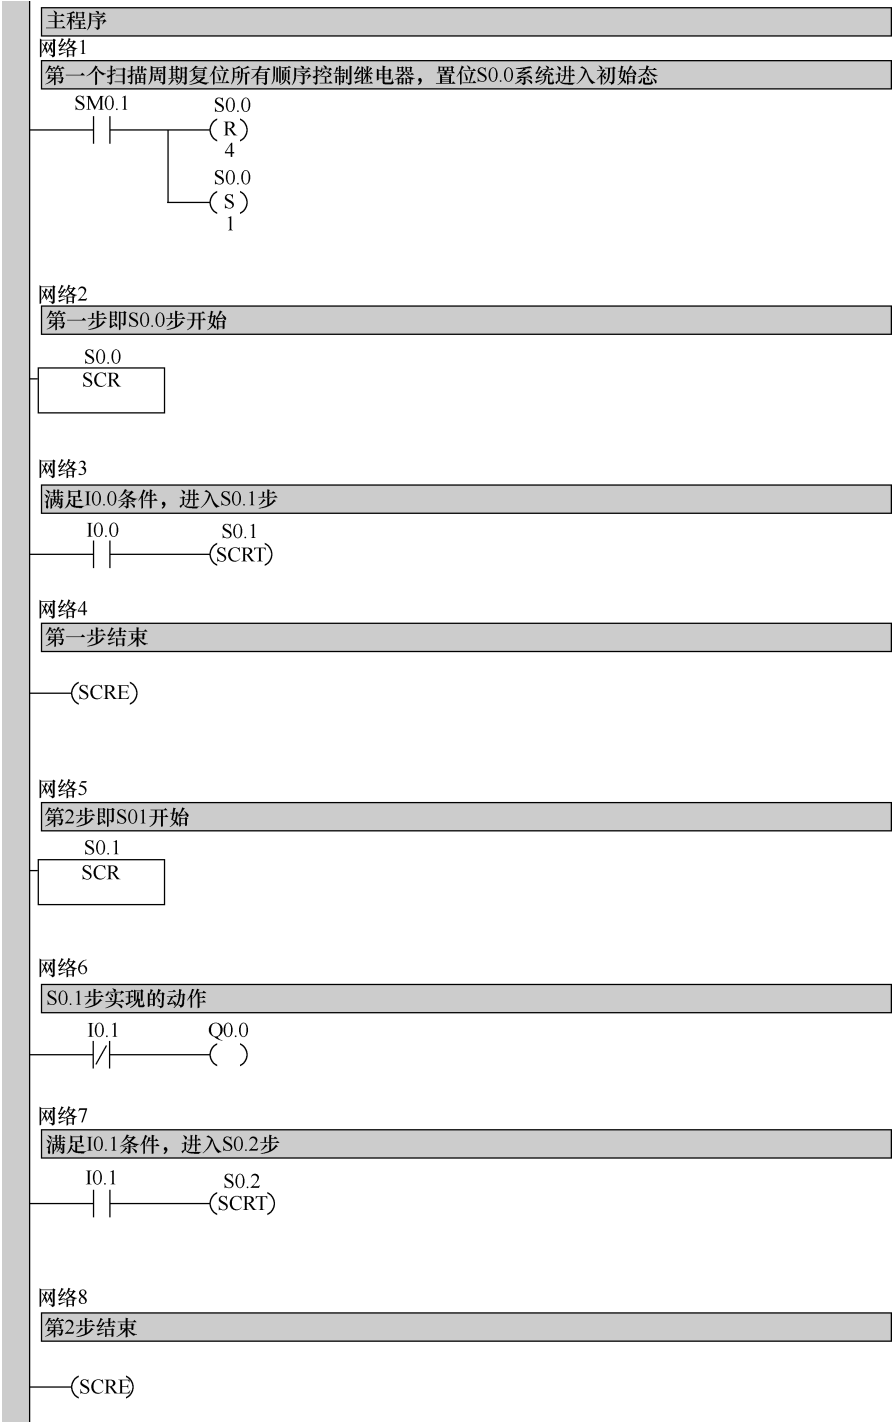 主程序
网络1
第一个扫描周期复位所有顺序控制继电器，置位S0.0系统进入初始态
SM0.1 S0.0
R
4
S0.0
S
1
网络2
第一步即S0.0步开始
S0.0
SCR
网络3
满足I0.0条件，进入S0.1步
I0.0 S0.1
(SCRT)
网络4
第一步结束
(SCRE)
网络5
第2步即S01开始
S0.1
SCR
网络6
S0.1步实现的动作
I0.1 Q0.0
网络7
满足I0.1条件，进入S0.2步
I0.1 S0.2
(SCRT)
网络8
第2步结束
(SCRE)